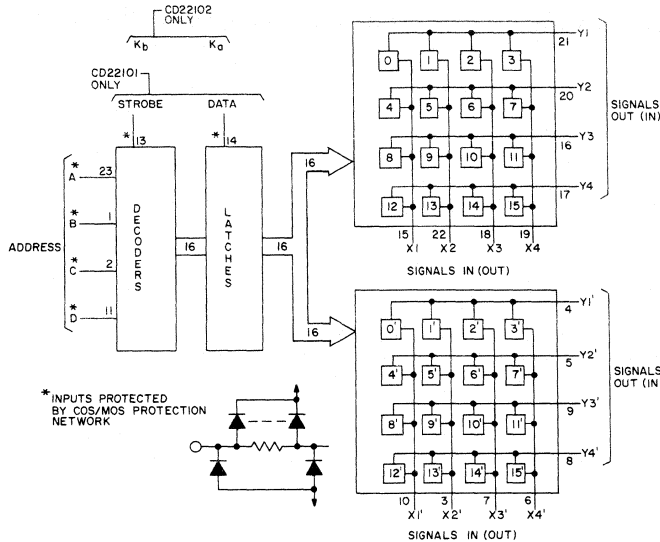 CD22102
ONLY
Kb Ka
CD22101
ONLY
STROBE DATA
* 13 * 14
ADDRESS
* A 23
* B 1
* C 2
* D 11
DECODERS
16
LATCHES
16
16
16
0 1 2 3
21 Y1
4 5 6 7
20 Y2
8 9 10 11
16 Y3
12 13 14 15
17 Y4
SIGNALS
OUT (IN)
15 22 18 19
X1 X2 X3 X4
SIGNALS IN (OUT)
0' 1' 2' 3'
4 Y1'
4' 5' 6' 7'
5 Y2'
8' 9' 10' 11'
9 Y3'
12' 13' 14' 15'
8 Y4'
SIGNALS
OUT (IN
10 3 7 6
X1' X2' X3' X4'
SIGNALS IN (OUT)
* INPUTS PROTECTED
BY COS/MOS PROTECTION
NETWORK